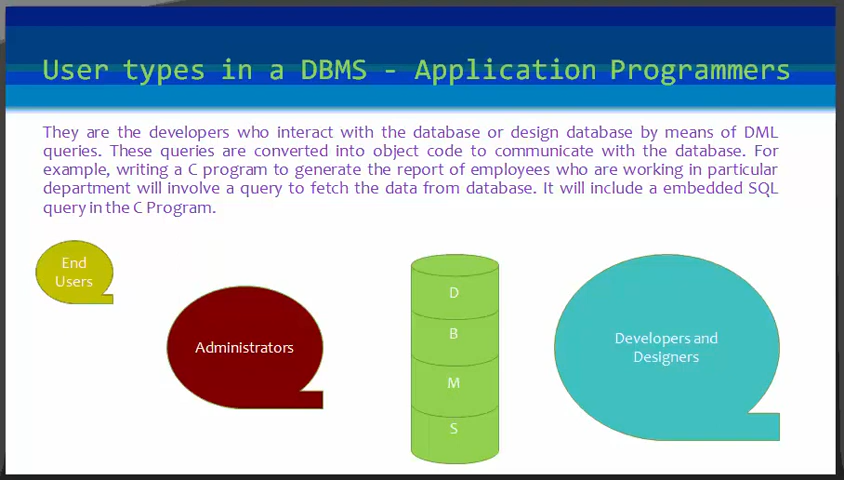 User types in a DBMS - Application Programmers
They are the developers who interact with the database or design database by means of DML
queries. These queries are converted into object code to communicate with the database. For
example, writing a C program to generate the report of employees who are working in particular
department will involve a query to fetch the data from database. It will include a embedded SQL
query in the C Program.
End
Users
Administrators
D
B
M
S
Developers and
Designers